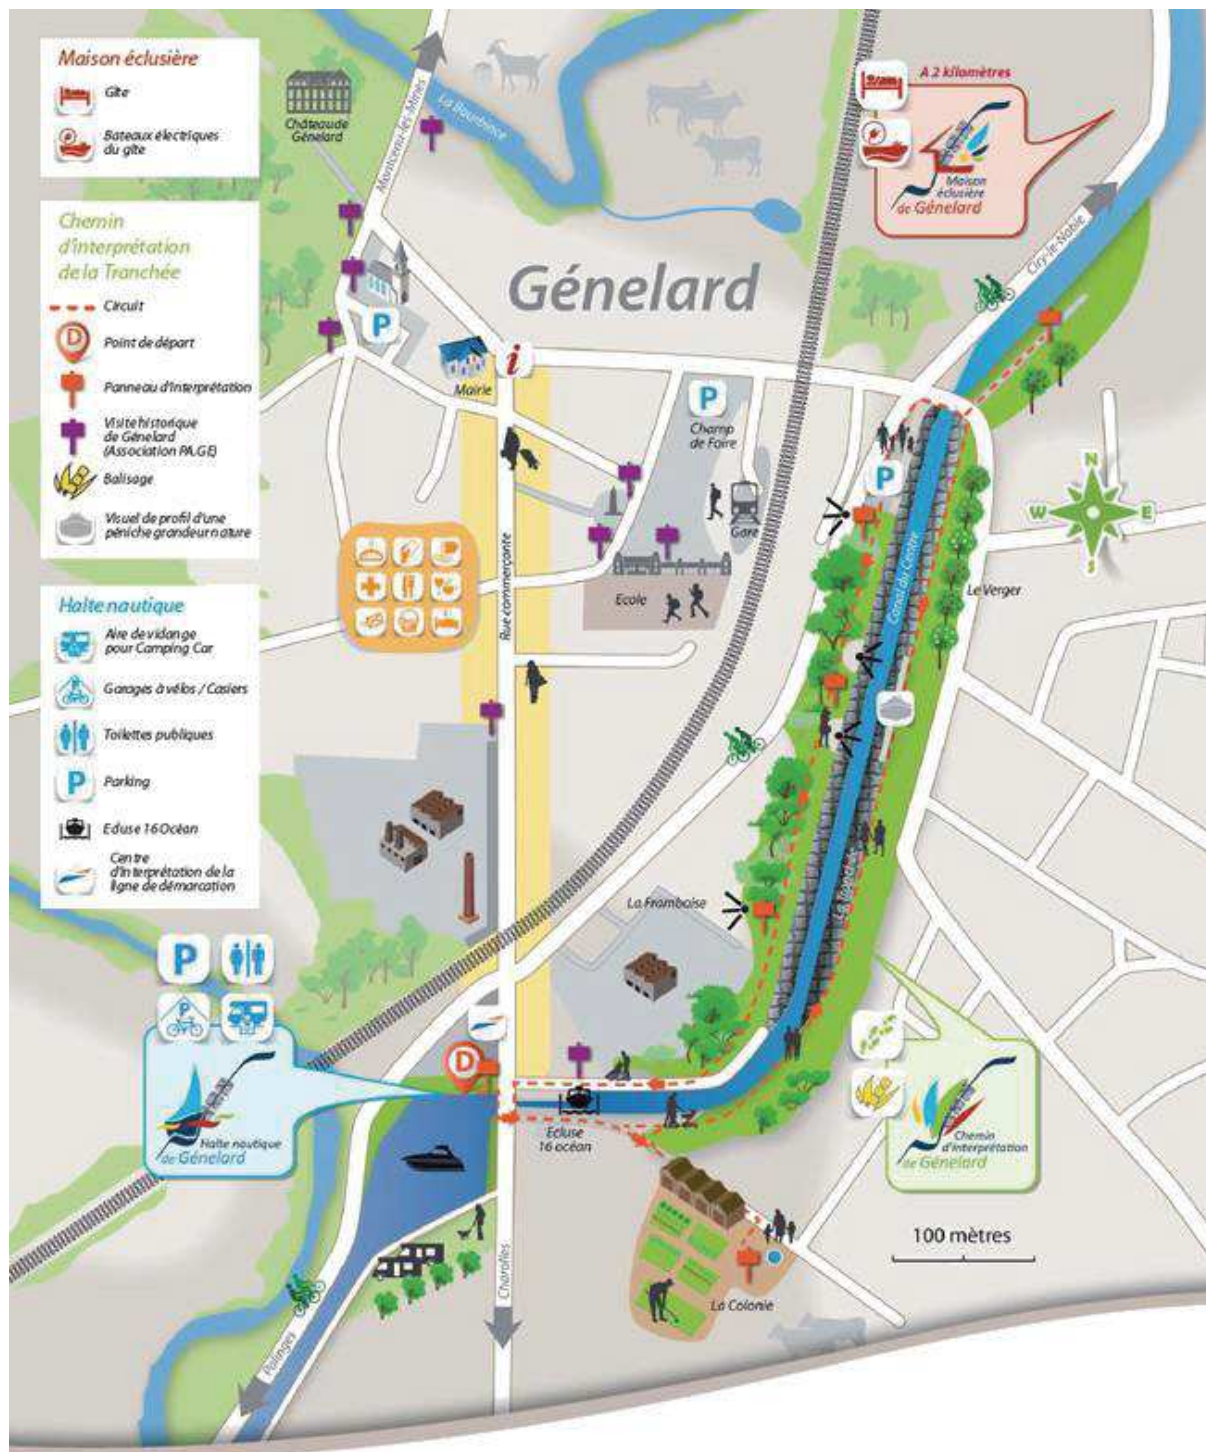 Maison éclusière
Gîte
Bateaux électriques
du gîte
Chemin
d'interprétation
de la Tranchée
Circuit
D
Point de départ
Panneau d'interprétation
Visite historique
de Génelard
(Association PA.GE)
Balisage
Visuel de profil d'une
péniche grandeur nature
Halte nautique
Aire de vidange
pour Camping Car
Garages à vélos / Casiers
Toilettes publiques
P
Parking
Ecluse 16 Océan
Centre
d'interprétation de la
ligne de démarcation
Château de
Génelard
Montceau-les-Mines
La Bourbince
A 2 kilomètres
Maison
éclusière
de Génelard
Ciry-le-Noble
Génelard
P
i
Mairie
P
Champ
de Foire
Gare
P
N
W
E
S
Canal du Centre
Le Verger
Rue commerçante
Ecole
La Framboise
P
P
Halte nautique
de Génelard
D
Ecluse
16 océan
Chemin
d'interprétation
de Génelard
100 mètres
La Colonie
Charolles
Palinges